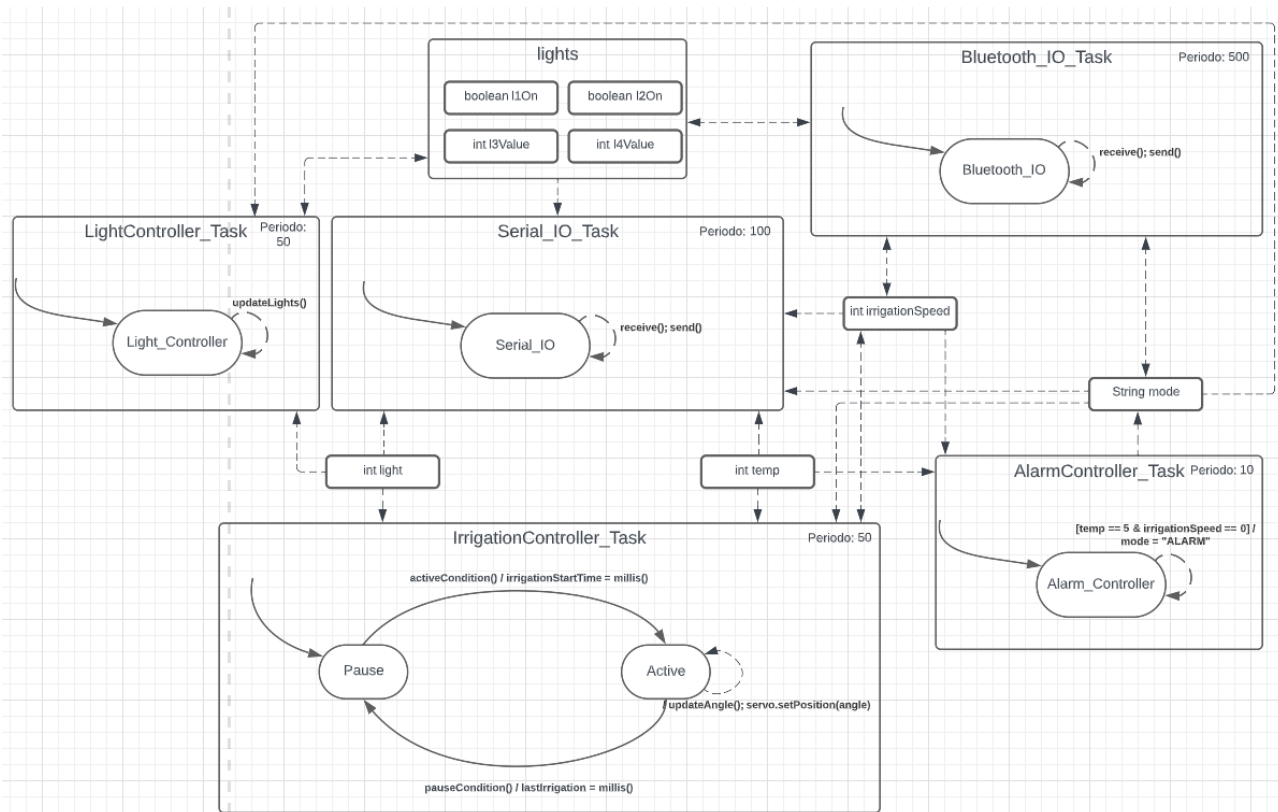 lights
boolean l1On
boolean l2On
int l3Value
int l4Value
Bluetooth_IO_Task
Periodo: 500
Bluetooth_IO
receive(); send()
LightController_Task
Periodo:
50
updateLights()
Light_Controller
Serial_IO_Task
Periodo: 100
Serial_IO
receive(); send()
int irrigationSpeed
String mode
int light
int temp
AlarmController_Task
Periodo: 10
[temp == 5 & irrigationSpeed == 0] /
mode = "ALARM"
Alarm_Controller
IrrigationController_Task
Periodo: 50
activeCondition() / irrigationStartTime = millis()
Pause
Active
/ updateAngle(); servo.setPosition(angle)
pauseCondition() / lastIrrigation = millis()